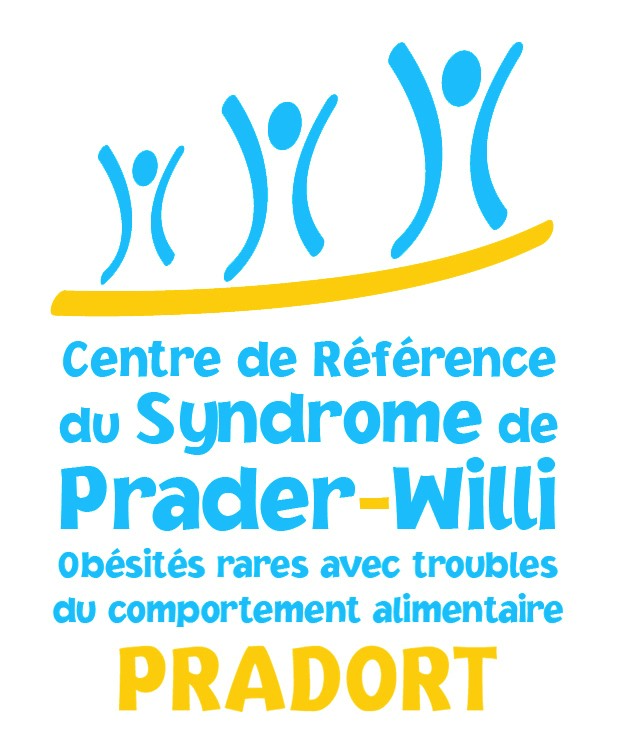 Centre de Référence
du Syndrome de
Prader-Willi
Obésités rares avec troubles
du comportement alimentaire
PRADORT